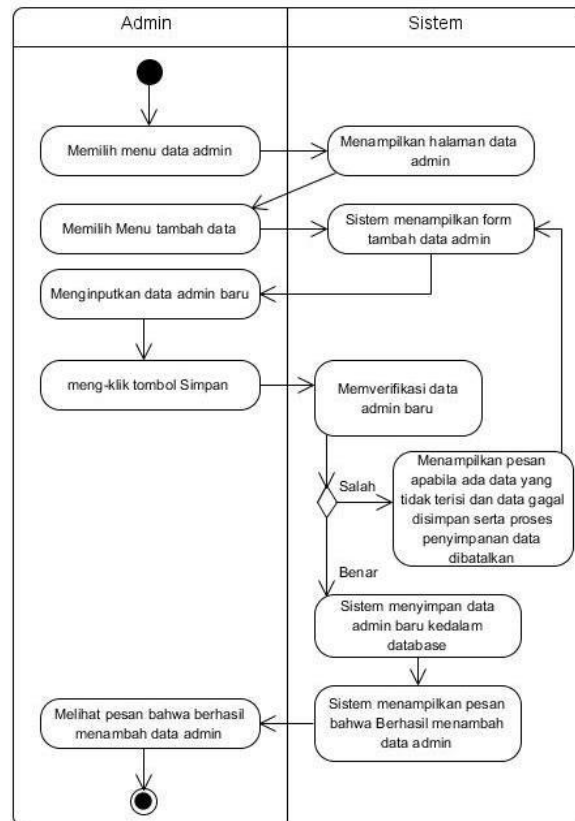 Admin
Sistem
Memilih menu data admin
Menampilkan halaman data
admin
Memilih Menu tambah data
Sistem menampilkan form
tambah data admin
Menginputkan data admin baru
meng-klik tombol Simpan
Memverifikasi data
admin baru
Salah
Menampilkan pesan
apabila ada data yang
tidak terisi dan data gagal
disimpan serta proses
penyimpanan data
dibatalkan
Benar
Sistem menyimpan data
admin baru kedalam
database
Sistem menampilkan pesan
bahwa Berhasil menambah
data admin
Melihat pesan bahwa berhasil
menambah data admin